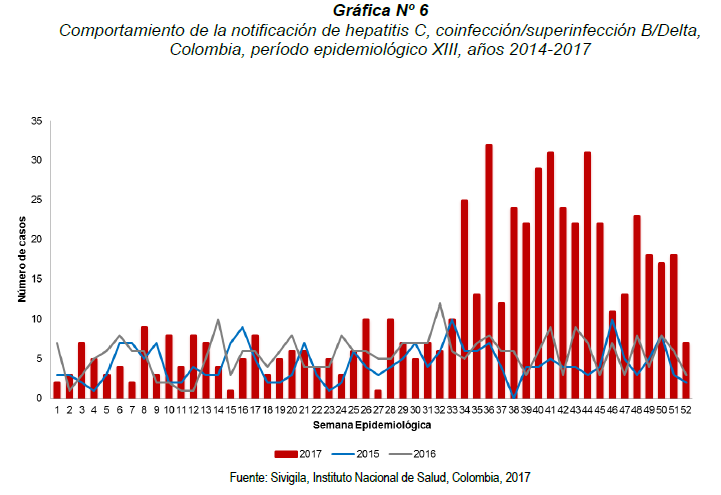 Gráfica Nº 6
Comportamiento de la notificación de hepatitis C, coinfección/superinfección B/Delta,
Colombia, período epidemiológico XIII, años 2014-2017
35
30
25
20
15
10
5
0
Número de casos
1 2 3 4 5 6 7 8 9 10 11 12 13 14 15 16 17 18 19 20 21 22 23 24 25 26 27 28 29 30 31 32 33 34 35 36 37 38 39 40 41 42 43 44 45 46 47 48 49 50 51 52
Semana Epidemiológica
2017 2015 2016
Fuente: Sivigila, Instituto Nacional de Salud, Colombia, 2017